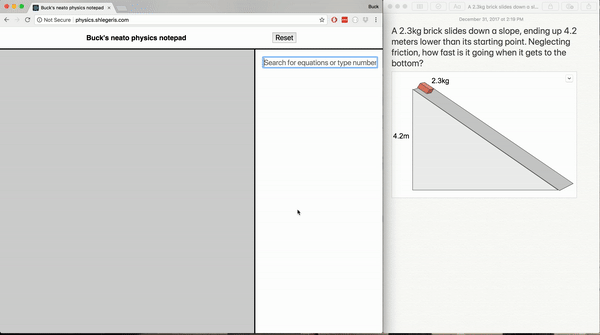 Buck's neato physics notepad
Buck
Not Secure physics.shlegeris.com
Buck's neato physics notepad
Reset
Search for equations or type number
A 2.3kg brick slides down a sl...
December 31, 2017 at 2:18 PM
A 2.3kg brick slides down a slope, ending up 4.2
meters lower than its starting point. Neglecting
friction, how fast is it going when it gets to the
bottom?
2.3kg
4.2m